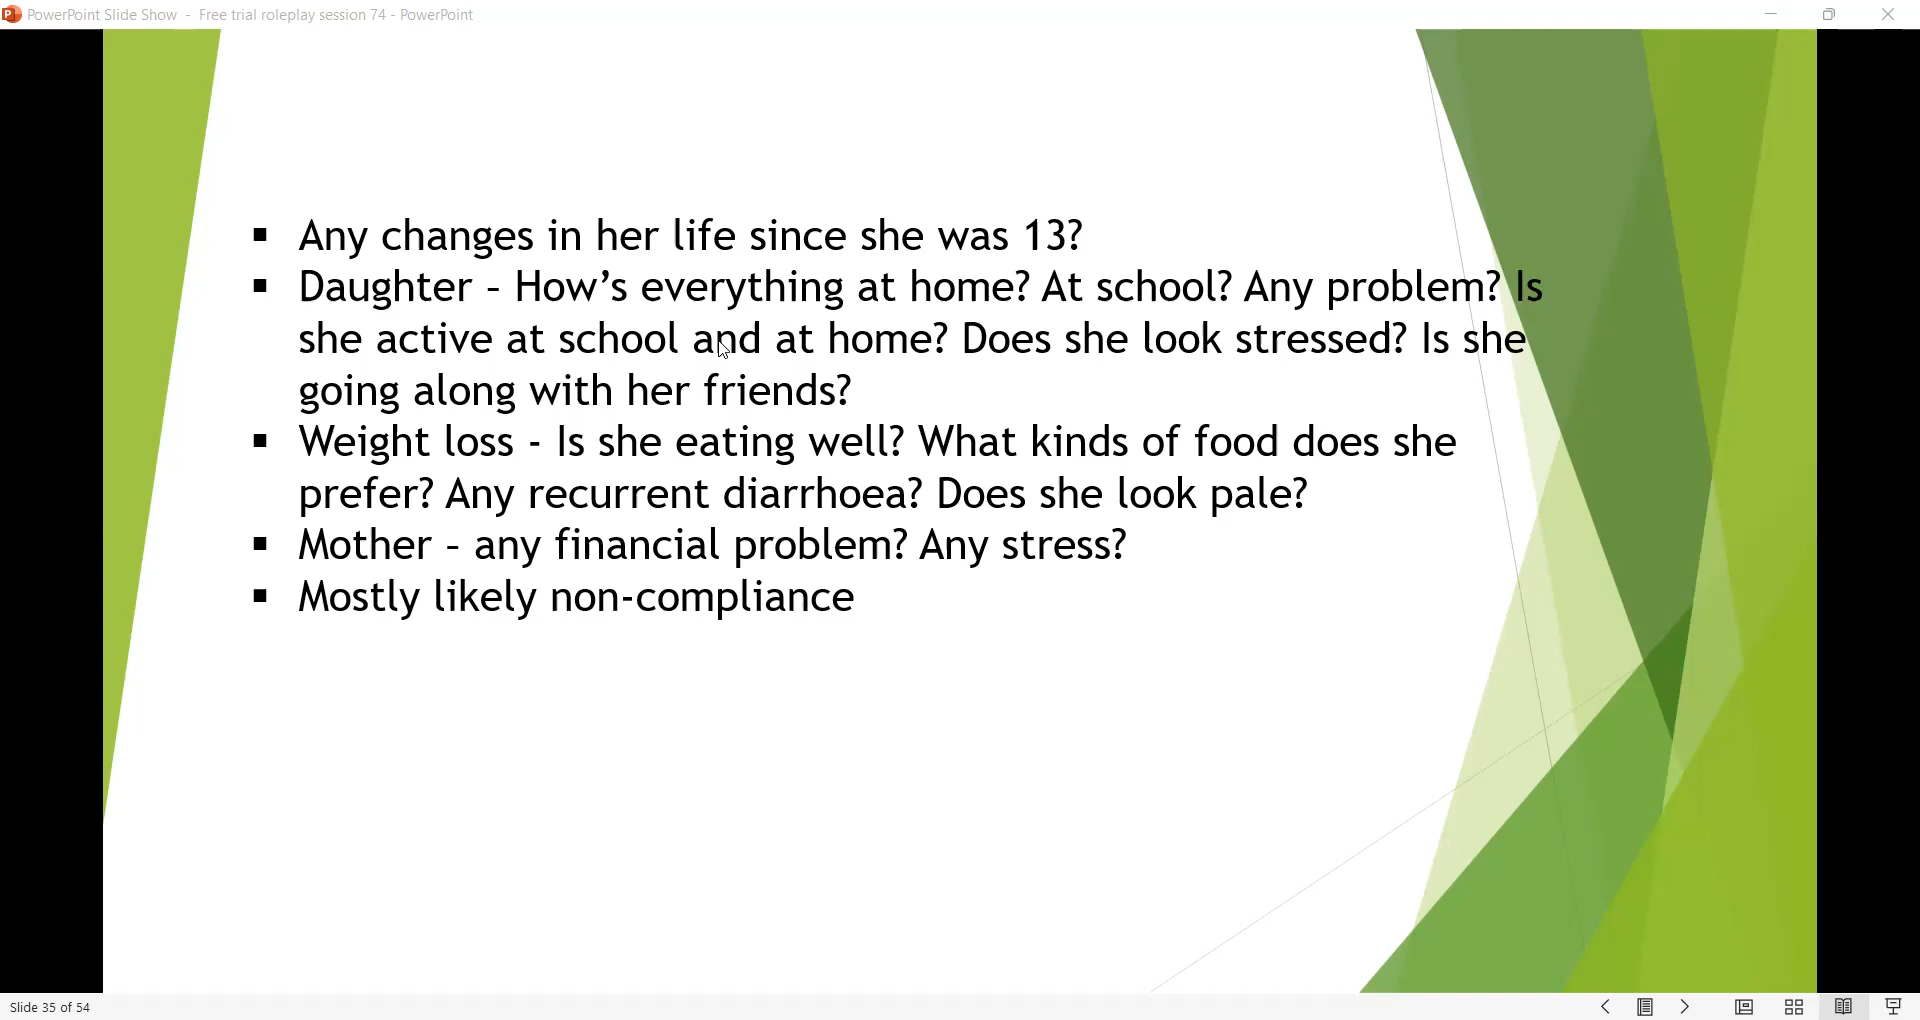 PowerPoint Slide Show - Free trial roleplay session 74 - PowerPoint
▪ Any changes in her life since she was 13?
▪ Daughter – How’s everything at home? At school? Any problem? Is
she active at school and at home? Does she look stressed? Is she
going along with her friends?
▪ Weight loss - Is she eating well? What kinds of food does she
prefer? Any recurrent diarrhoea? Does she look pale?
▪ Mother – any financial problem? Any stress?
▪ Mostly likely non-compliance
Slide 35 of 54